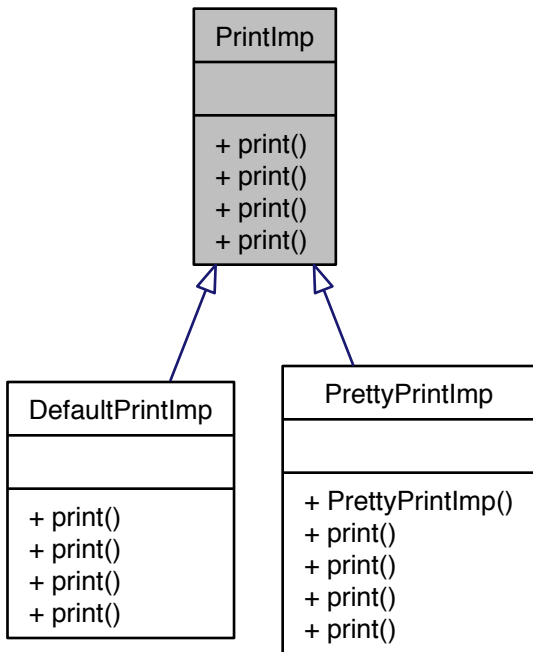 PrintImp
+ print()
+ print()
+ print()
+ print()
DefaultPrintImp
+ print()
+ print()
+ print()
+ print()
PrettyPrintImp
+ PrettyPrintImp()
+ print()
+ print()
+ print()
+ print()